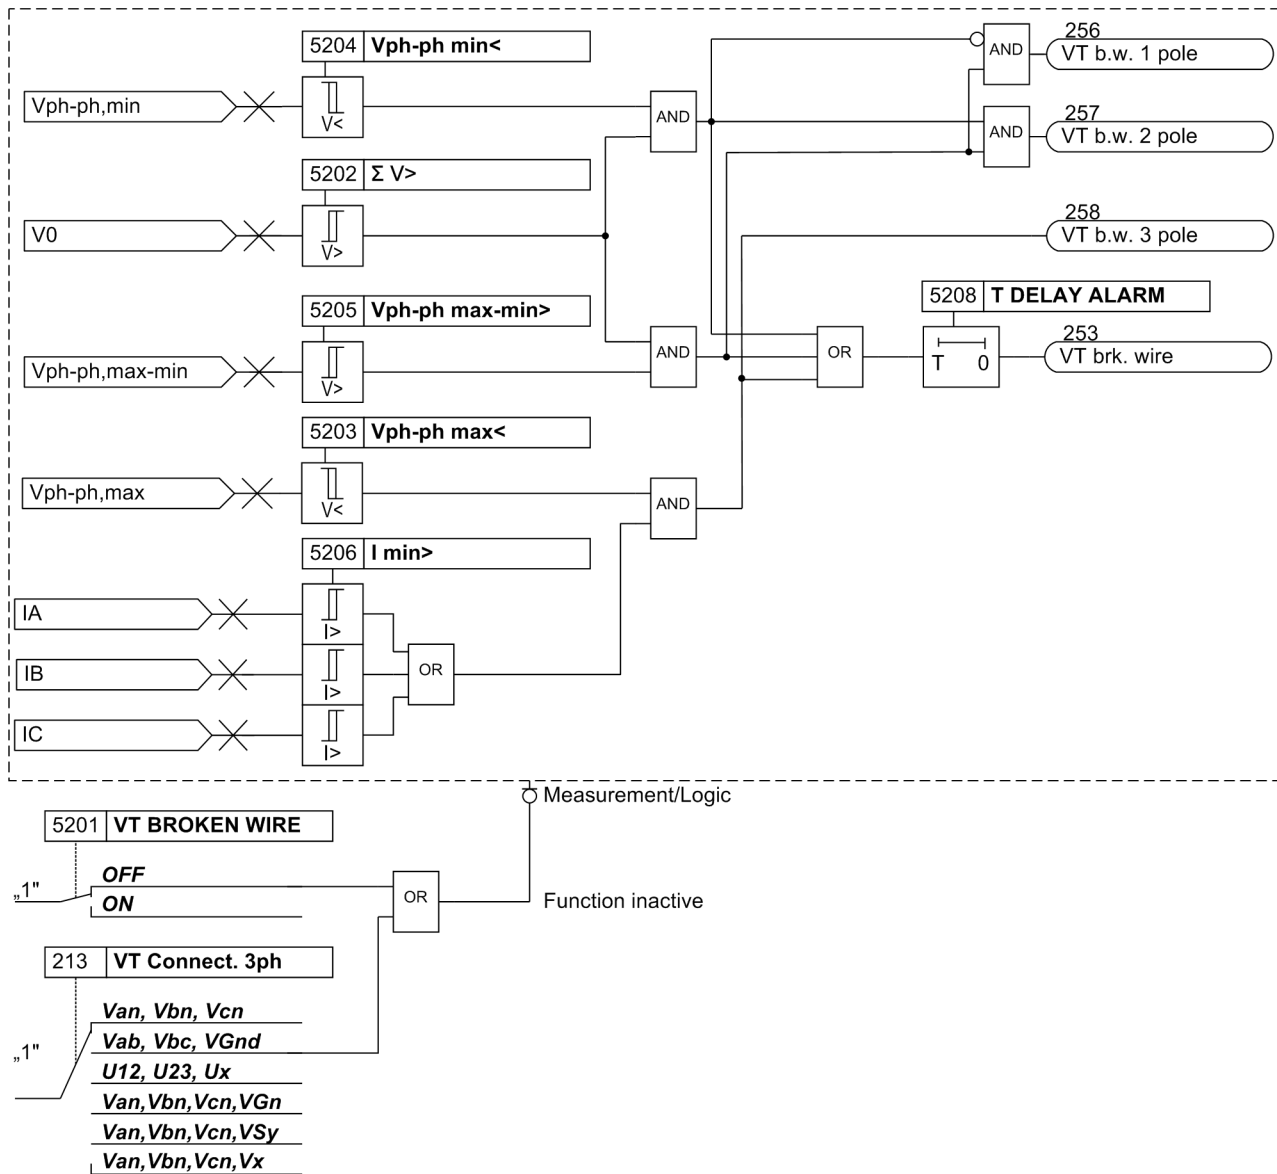 5204 Vph-ph min<
Vph-ph,min
V<
AND
AND
256
VT b.w. 1 pole
AND
257
VT b.w. 2 pole
5202 Σ V>
V0
V>
258
VT b.w. 3 pole
5205 Vph-ph max-min>
Vph-ph,max-min
V>
AND
OR
5208 T DELAY ALARM
T 0
253
VT brk. wire
5203 Vph-ph max<
Vph-ph,max
V<
AND
5206 I min>
IA
I>
IB
I>
OR
IC
I>
Measurement/Logic
5201 VT BROKEN WIRE
„1"
OFF
ON
OR
Function inactive
213 VT Connect. 3ph
„1"
Van, Vbn, Vcn
Vab, Vbc, VGnd
U12, U23, Ux
Van,Vbn,Vcn,VGn
Van,Vbn,Vcn,VSy
Van,Vbn,Vcn,Vx